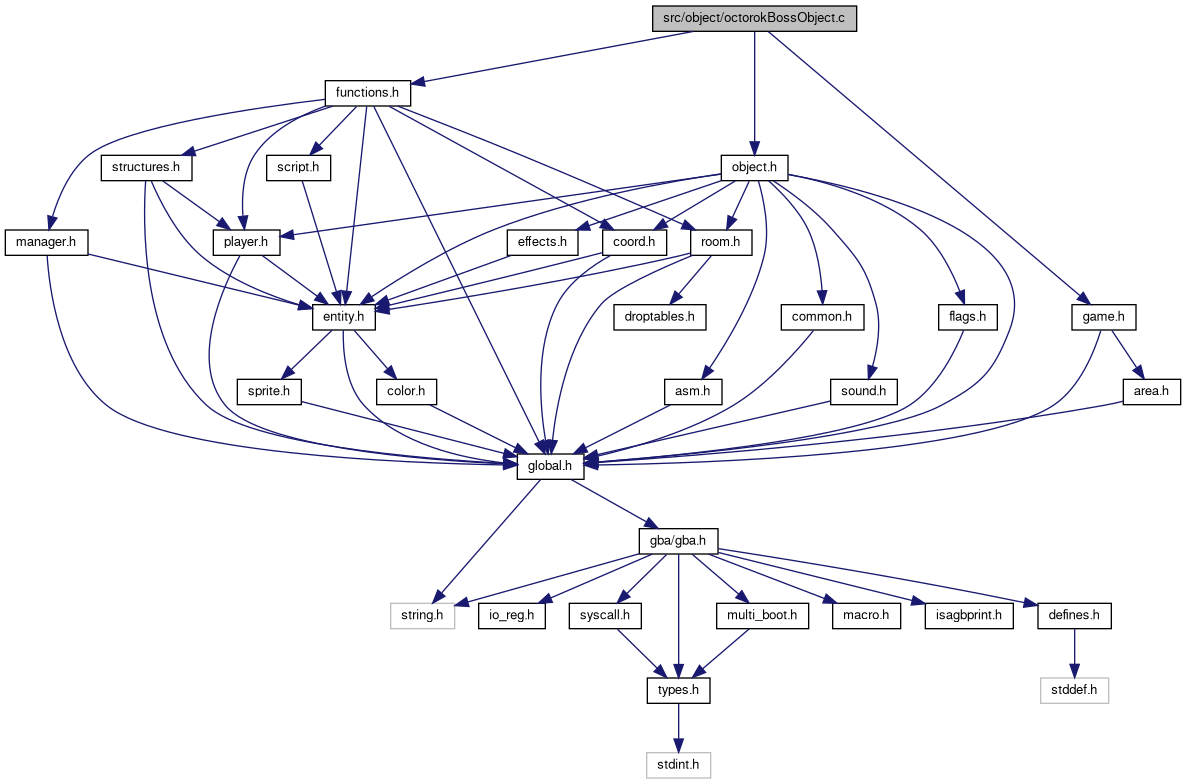 src/object/octorokBossObject.c
functions.h
structures.h
script.h
object.h
manager.h
player.h
effects.h
coord.h
room.h
entity.h
droptables.h
common.h
flags.h
game.h
sprite.h
color.h
asm.h
sound.h
area.h
global.h
gba/gba.h
string.h
io_reg.h
syscall.h
multi_boot.h
macro.h
isagbprint.h
defines.h
types.h
stddef.h
stdint.h